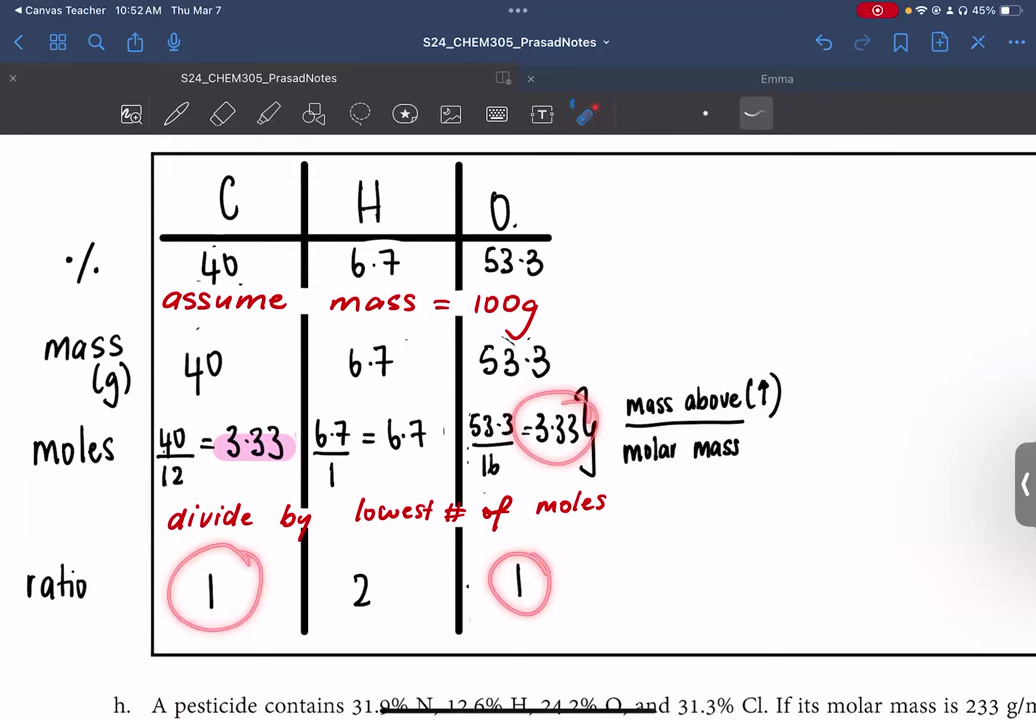 Canvas Teacher 10:52 AM Thu Mar 7 45%
S24_CHEM305_PrasadNotes
S24_CHEM305_PrasadNotes Emma
C H O.
% 40 6.7 53.3
assume mass = 100g
mass (g) 40 6.7 53.3
moles 40/12 = 3.33 6.7/1 = 6.7 53.3/16 = 3.33 } mass above (↑) / molar mass
divide by lowest # of moles
ratio 1 2 1
h. A pesticide contains 31.9% N, 12.6% H, 24.2% O, and 31.3% Cl. If its molar mass is 233 g/